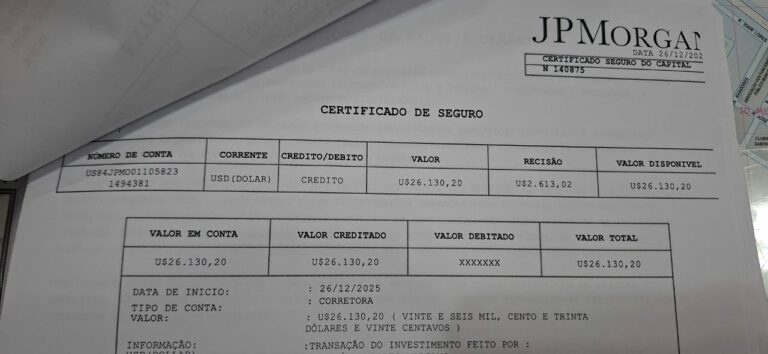 JPMORGAN
DATA 26/12/202
CERTIFICADO SEGURO DO CAPITAL
N 140875
CERTIFICADO DE SEGURO
NÚMERO DE CONTA CORRENTE CREDITO/DEBITO VALOR RECISÃO VALOR DISPONIVEL
US84JPMO01105823
1494381 USD(DOLAR) CREDITO U$26.130,20 U$2.613,02 U$26.130,20
VALOR EM CONTA VALOR CREDITADO VALOR DEBITADO VALOR TOTAL
U$26.130,20 U$26.130,20 XXXXXXX U$26.130,20
DATA DE INICIO: : 26/12/2025
TIPO DE CONTA: : CORRETORA
VALOR: : U$26.130,20 ( VINTE E SEIS MIL, CENTO E TRINTA
DÓLARES E VINTE CENTAVOS )
INFORMAÇÃO: :TRANSAÇÃO DO INVESTIMENTO FEITO POR :